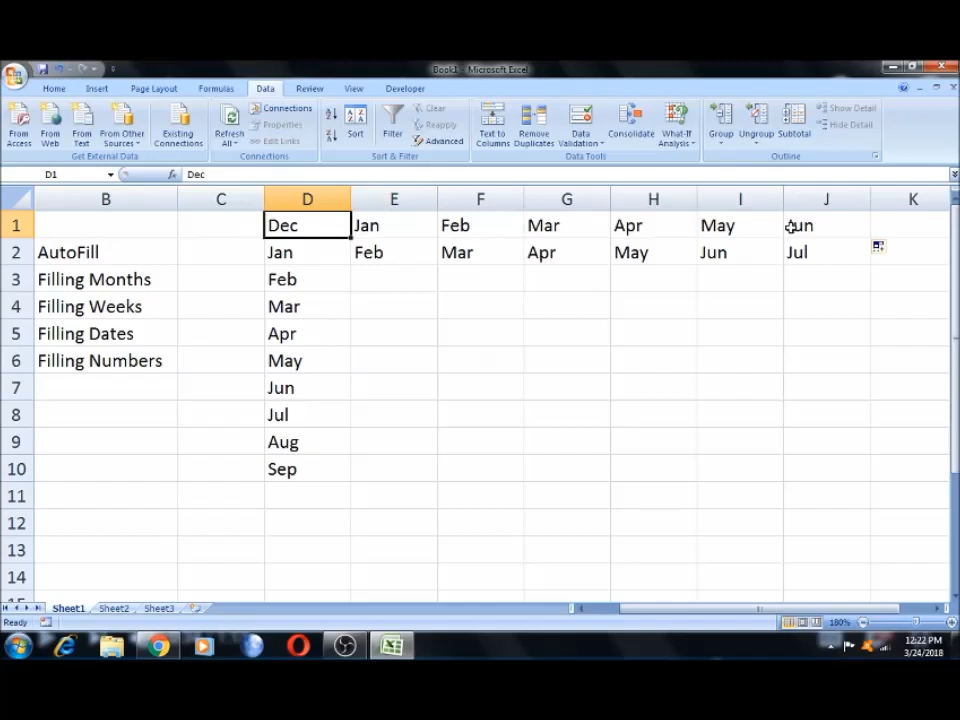 Book1 - Microsoft Excel
Home Insert Page Layout Formulas Data Review View Developer
From Access From Web From Text From Other Sources Existing Connections Refresh All Connections Properties Edit Links Sort Filter Clear Reapply Advanced Text to Columns Remove Duplicates Data Validation Consolidate What-If Analysis Group Ungroup Subtotal Show Detail Hide Detail
Get External Data Connections Sort & Filter Data Tools Outline
D1 fx Dec
B C D E F G H I J K
1 Dec Jan Feb Mar Apr May Jun
2 AutoFill Jan Feb Mar Apr May Jun Jul
3 Filling Months Feb
4 Filling Weeks Mar
5 Filling Dates Apr
6 Filling Numbers May
7 Jun
8 Jul
9 Aug
10 Sep
11
12
13
14
Sheet1 Sheet2 Sheet3
Ready 180%
12:22 PM
3/24/2018